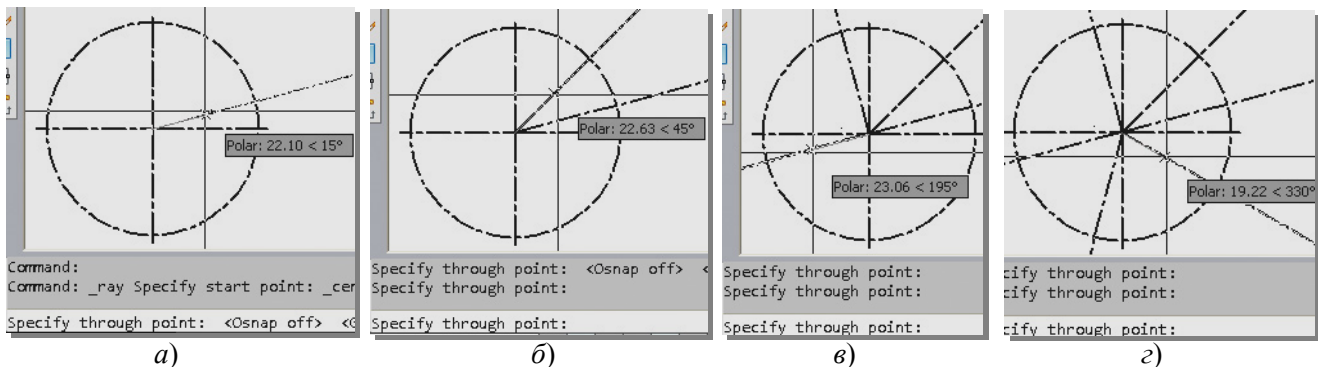 Polar: 22.10 < 15°
Command:
Command: _ray Specify start point: _cen
Specify through point: <Osnap off>
а)
Polar: 22.63 < 45°
Specify through point: <Osnap off> <
Specify through point:
Specify through point:
б)
Polar: 23.06 < 195°
Specify through point:
Specify through point:
Specify through point:
в)
Polar: 19.22 < 330°
cify through point:
cify through point:
cify through point:
г)